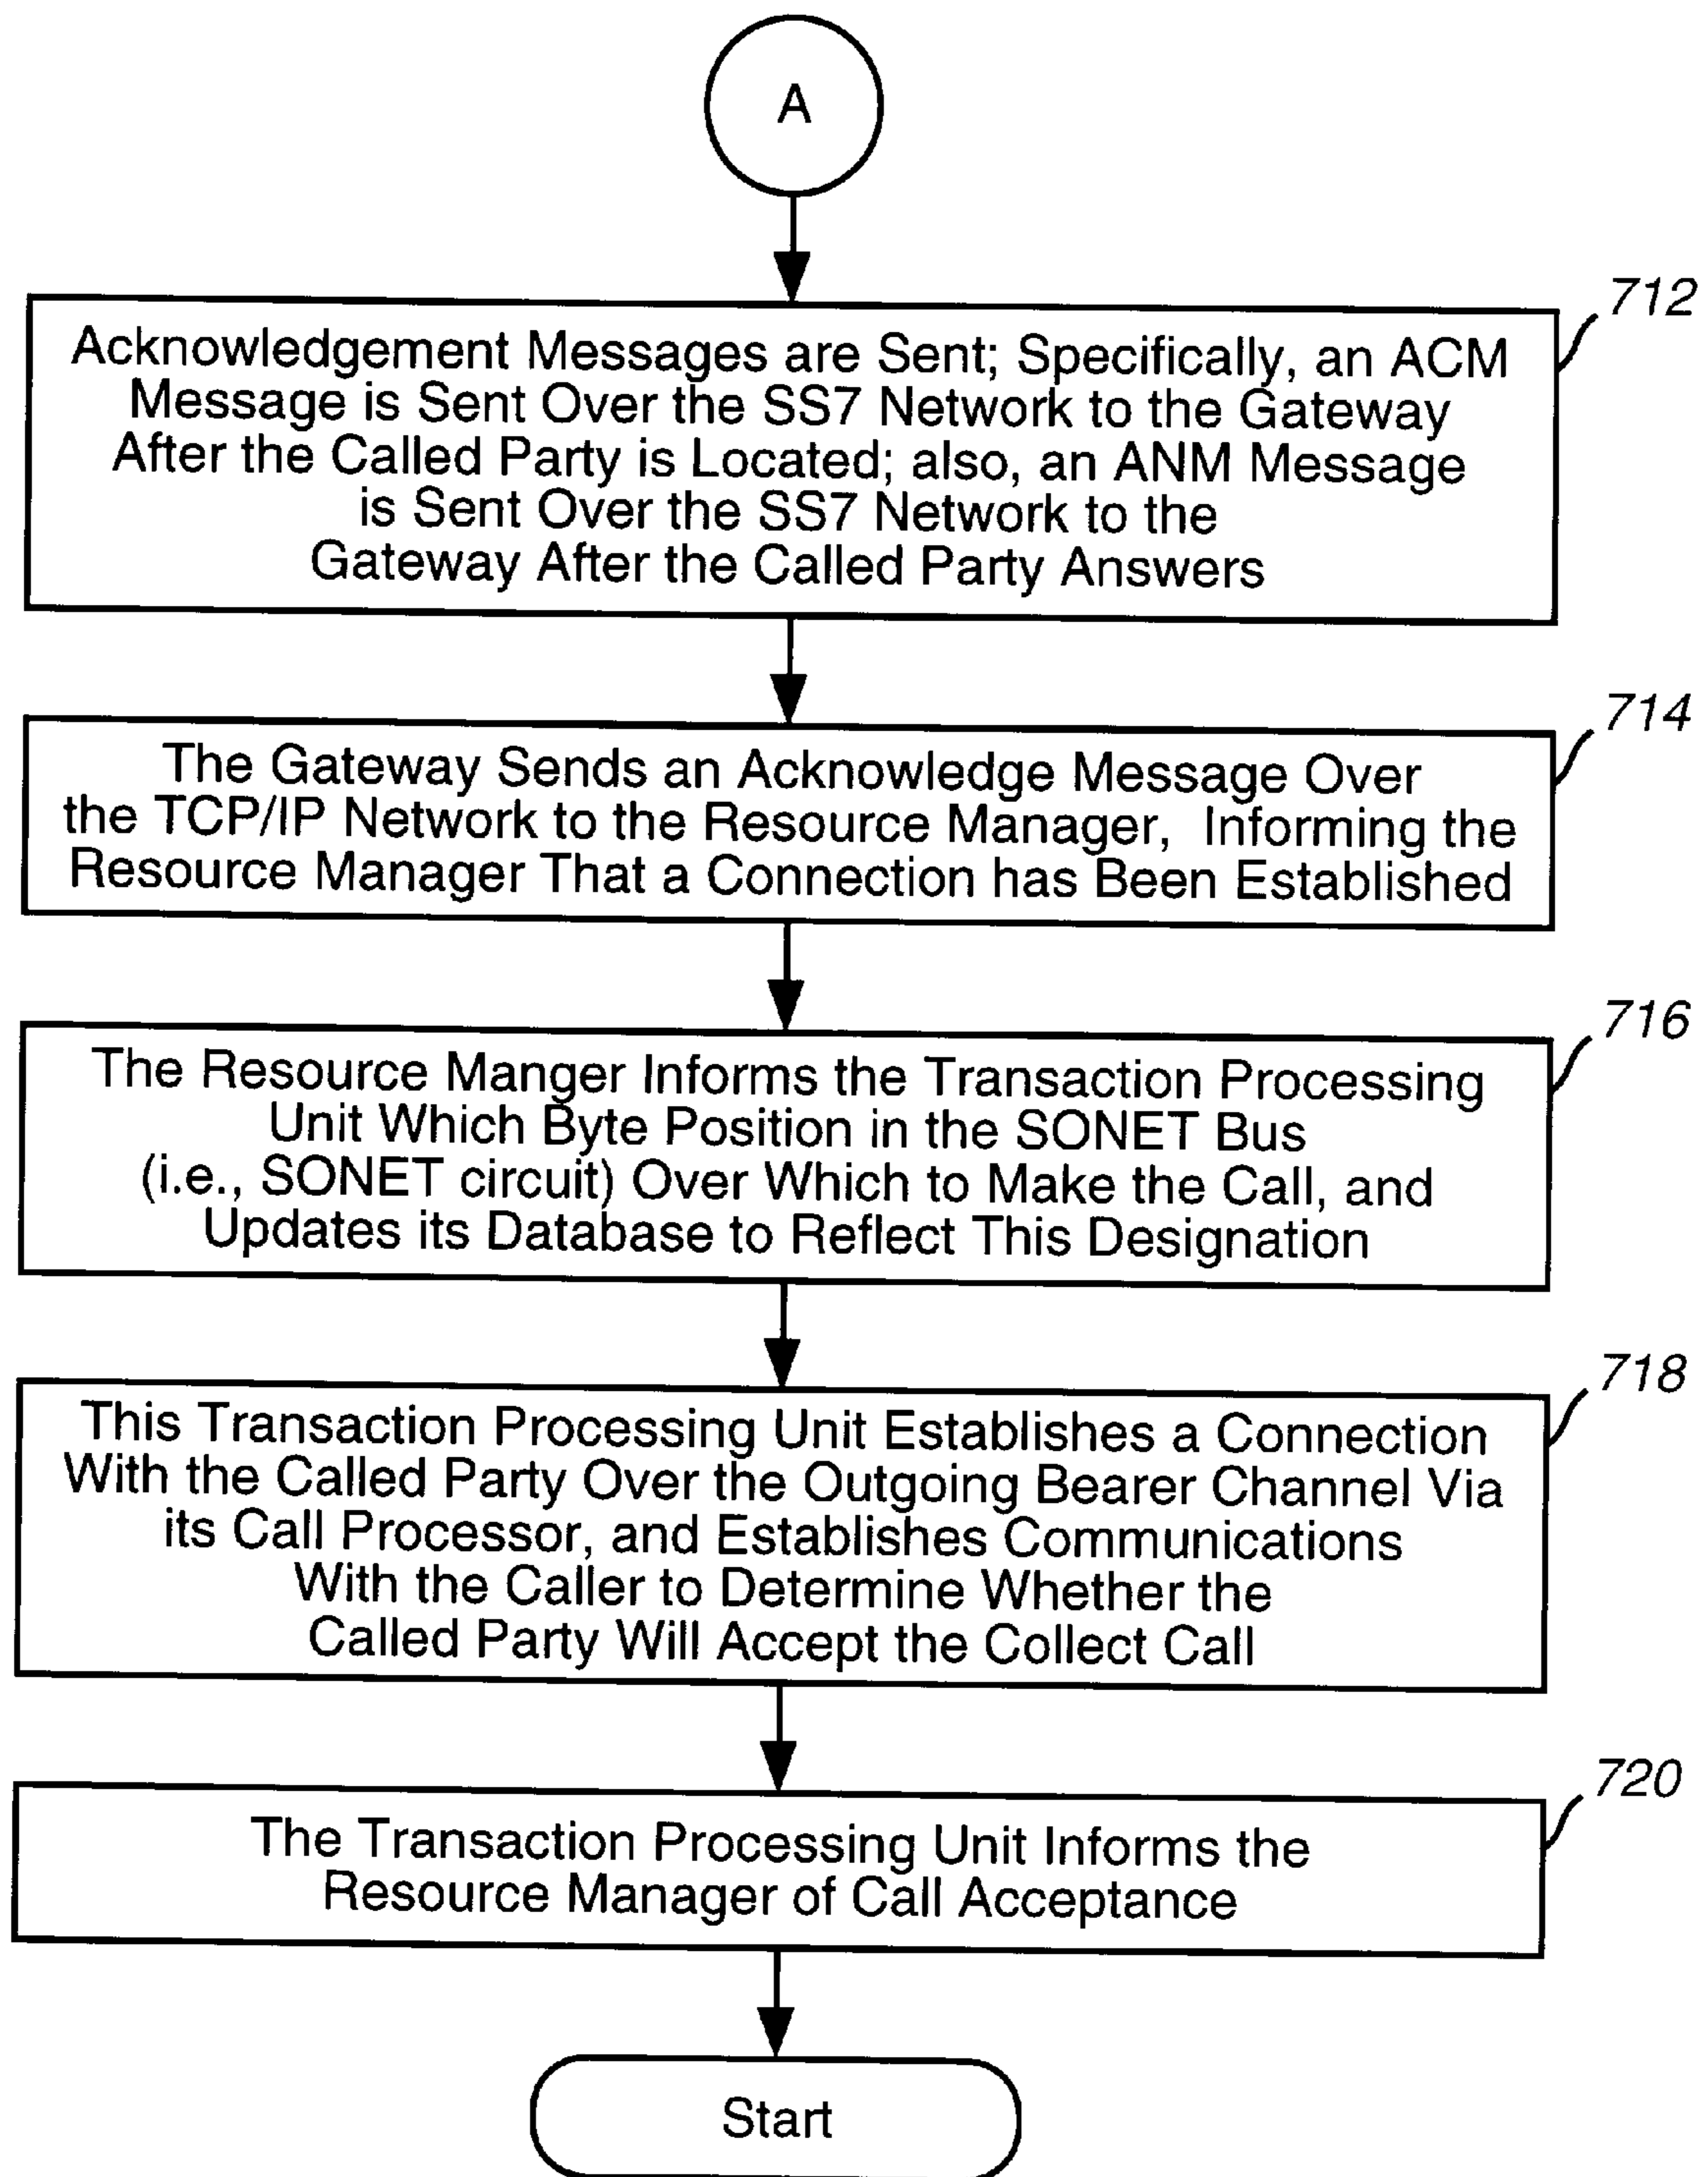 A
712
Acknowledgement Messages are Sent; Specifically, an ACM
Message is Sent Over the SS7 Network to the Gateway
After the Called Party is Located; also, an ANM Message
is Sent Over the SS7 Network to the
Gateway After the Called Party Answers
714
The Gateway Sends an Acknowledge Message Over
the TCP/IP Network to the Resource Manager, Informing the
Resource Manager That a Connection has Been Established
716
The Resource Manger Informs the Transaction Processing
Unit Which Byte Position in the SONET Bus
(i.e., SONET circuit) Over Which to Make the Call, and
Updates its Database to Reflect This Designation
718
This Transaction Processing Unit Establishes a Connection
With the Called Party Over the Outgoing Bearer Channel Via
its Call Processor, and Establishes Communications
With the Caller to Determine Whether the
Called Party Will Accept the Collect Call
720
The Transaction Processing Unit Informs the
Resource Manager of Call Acceptance
Start